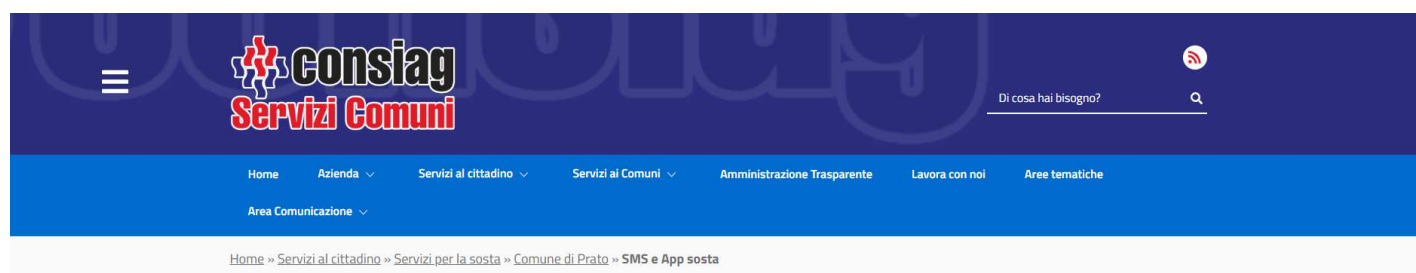 consiag
Servizi Comuni
Di cosa hai bisogno?
Home Azienda Servizi al cittadino Servizi ai Comuni Amministrazione Trasparente Lavora con noi Aree tematiche
Area Comunicazione
Home » Servizi al cittadino » Servizi per la sosta » Comune di Prato » SMS e App sosta